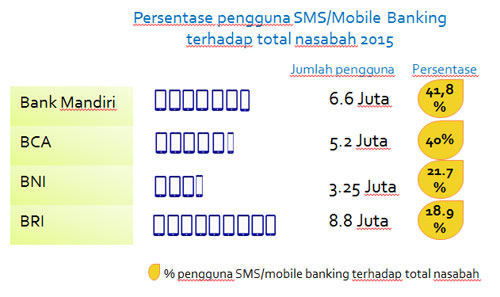 Persentase pengguna SMS/Mobile Banking
terhadap total nasabah 2015
Jumlah pengguna Persentase
Bank Mandiri 6.6 Juta 41,8 %
BCA 5.2 Juta 40%
BNI 3.25 Juta 21.7 %
BRI 8.8 Juta 18.9 %
% pengguna SMS/mobile banking terhadap total nasabah